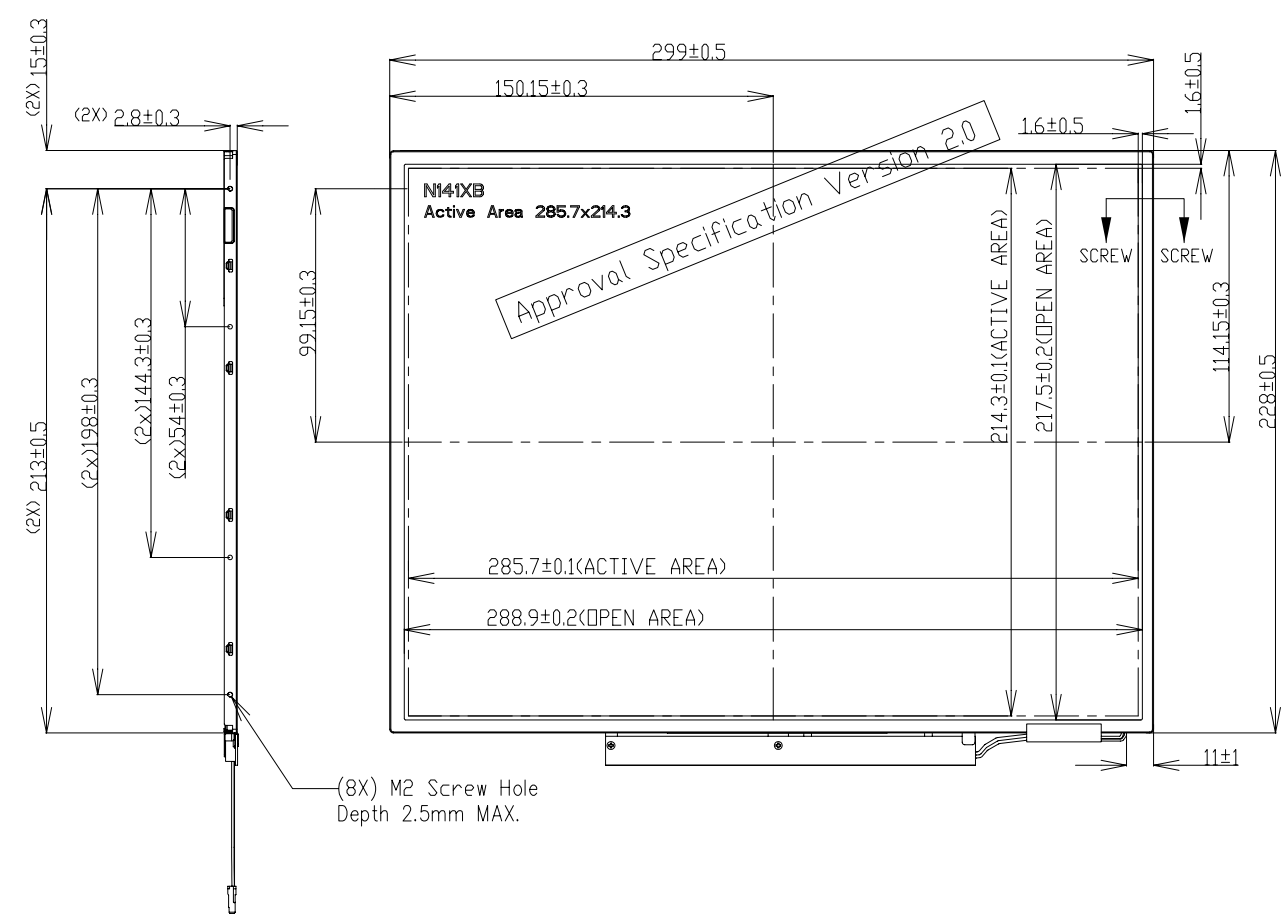 (2X) 15±0.3
(2X) 2.8±0.3
299±0.5
150.15±0.3
1.6±0.5
1.6±0.5
Approval Specification Version 2.0
N141XB
Active Area 285.7x214.3
SCREW SCREW
99.15±0.3
214.3±0.1(ACTIVE AREA)
217.5±0.2(OPEN AREA)
114.15±0.3
228±0.5
(2X) 213±0.5
(2x)198±0.3
(2x)144.3±0.3
(2x)54±0.3
285.7±0.1(ACTIVE AREA)
288.9±0.2(OPEN AREA)
11±1
(8X) M2 Screw Hole
Depth 2.5mm MAX.